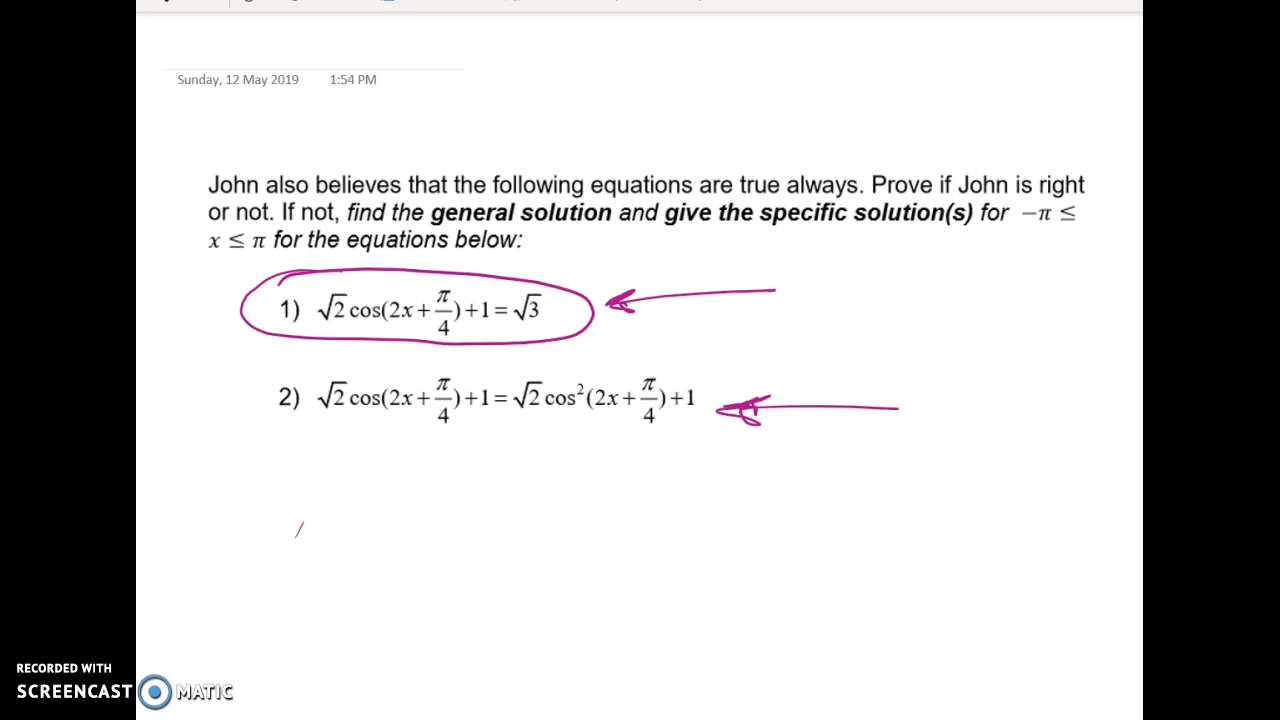 Sunday, 12 May 2019 1:54 PM
John also believes that the following equations are true always. Prove if John is right
or not. If not, find the general solution and give the specific solution(s) for −π ≤
x ≤ π for the equations below:
1) √2 cos(2x + π/4) + 1 = √3
2) √2 cos(2x + π/4) + 1 = √2 cos²(2x + π/4) + 1
RECORDED WITH
SCREENCAST MATIC